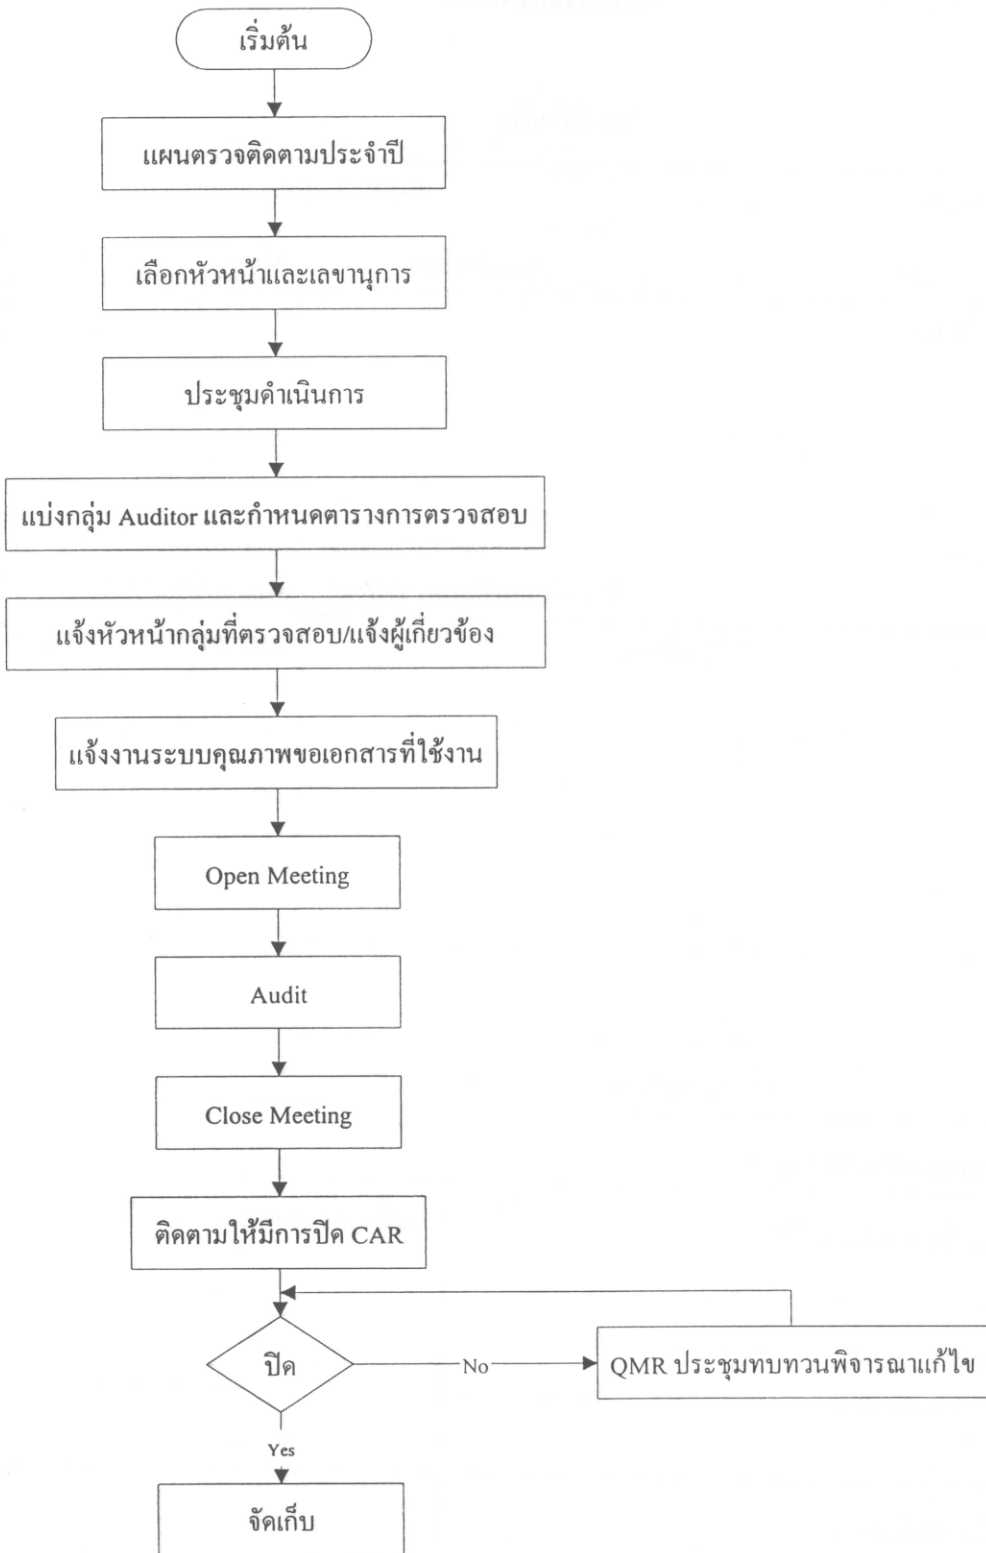 เริ่มต้น
แผนตรวจติดตามประจำปี
เลือกหัวหน้าและเลขานุการ
ประชุมดำเนินการ
แบ่งกลุ่ม Auditor และกำหนดตารางการตรวจสอบ
แจ้งหัวหน้ากลุ่มที่ตรวจสอบ/แจ้งผู้เกี่ยวข้อง
แจ้งงานระบบคุณภาพขอเอกสารที่ใช้งาน
Open Meeting
Audit
Close Meeting
ติดตามให้มีการปิด CAR
ปิด
No
QMR ประชุมทบทวนพิจารณาแก้ไข
Yes
จัดเก็บ